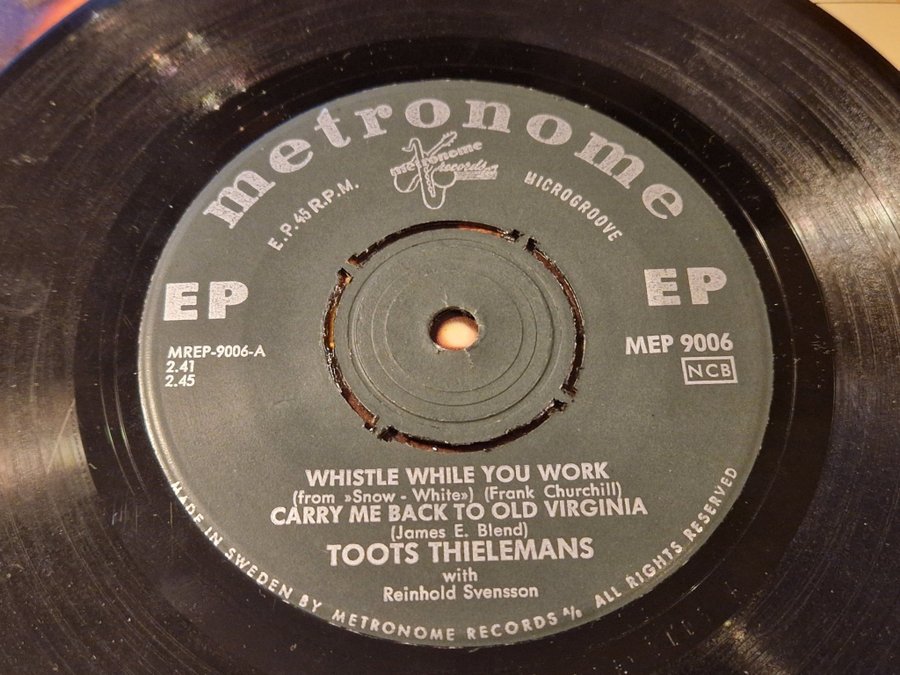 metronome
metronome
records
E.P. 45 R.P.M.
MICROGROOVE
EP
EP
MREP-9006-A
2.41
2.45
MEP 9006
NCB
WHISTLE WHILE YOU WORK
(from »Snow - White«) (Frank Churchill)
CARRY ME BACK TO OLD VIRGINIA
(James E. Blend)
TOOTS THIELEMANS
with
Reinhold Svensson
MADE IN SWEDEN BY METRONOME RECORDS A/B ALL RIGHTS RESERVED